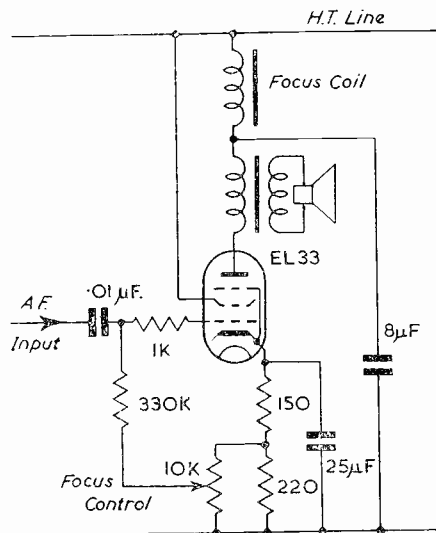 H.T. Line
Focus Coil
EL33
A.F.
Input
·01μF.
1K
8μF
330K
150
10K
Focus
Control
220
25μF